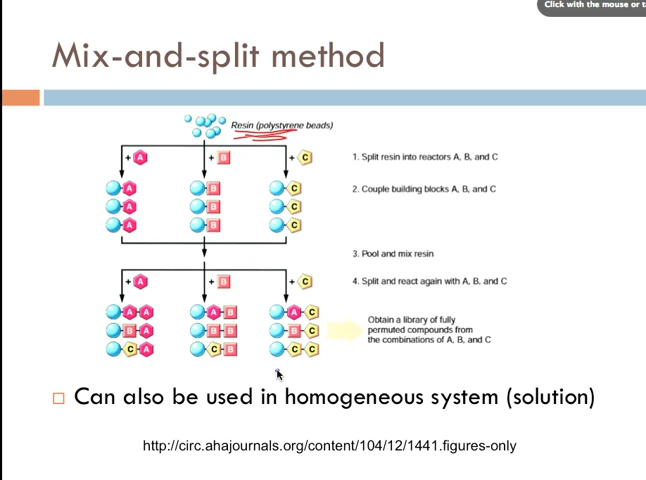 Click with the mouse or t
Mix-and-split method
Resin (polystyrene beads)
+ A + B + C
1. Split resin into reactors A, B, and C
A B C
2. Couple building blocks A, B, and C
A B C
A B C
3. Pool and mix resin
+ A + B + C
4. Split and react again with A, B, and C
A A A B A C
B A B B B C
C A C B C C
Obtain a library of fully
permuted compounds from
the combinations of A, B, and C
Can also be used in homogeneous system (solution)
http://circ.ahajournals.org/content/104/12/1441.figures-only